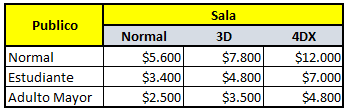 Publico Sala
Normal 3D 4DX
Normal $5.600 $7.800 $12.000
Estudiante $3.400 $4.800 $7.000
Adulto Mayor $2.500 $3.500 $4.800